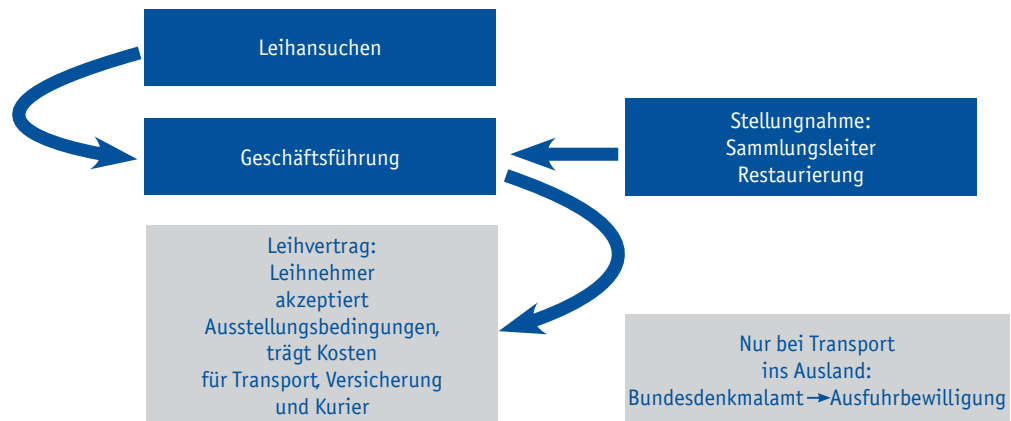 Leihansuchen
Geschäftsführung
Stellungnahme:
Sammlungsleiter
Restaurierung
Leihvertrag:
Leihnehmer
akzeptiert
Ausstellungsbedingungen,
trägt Kosten
für Transport, Versicherung
und Kurier
Nur bei Transport
ins Ausland:
Bundesdenkmalamt → Ausfuhrbewilligung